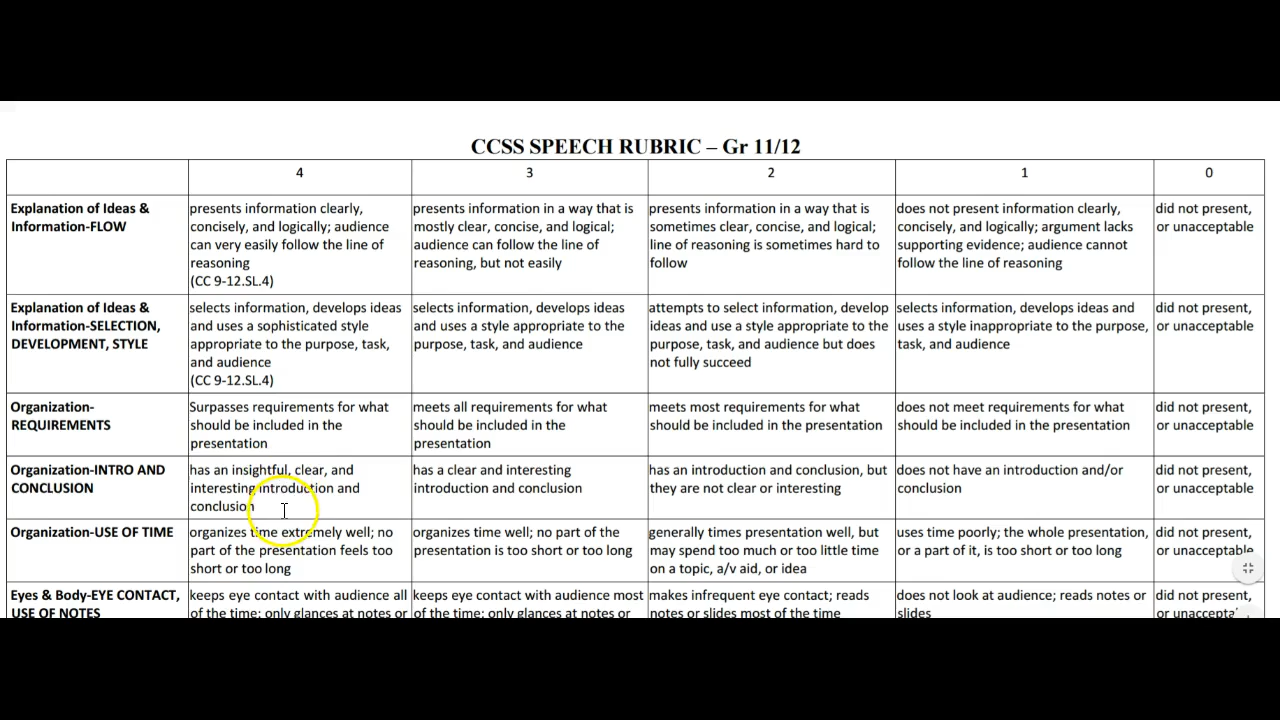 CCSS SPEECH RUBRIC – Gr 11/12
4 3 2 1 0
Explanation of Ideas &
Information-FLOW
presents information clearly,
concisely, and logically; audience
can very easily follow the line of
reasoning
(CC 9-12.SL.4)
presents information in a way that is
mostly clear, concise, and logical;
audience can follow the line of
reasoning, but not easily
presents information in a way that is
sometimes clear, concise, and logical;
line of reasoning is sometimes hard to
follow
does not present information clearly,
concisely, and logically; argument lacks
supporting evidence; audience cannot
follow the line of reasoning
did not present,
or unacceptable
Explanation of Ideas &
Information-SELECTION,
DEVELOPMENT, STYLE
selects information, develops ideas
and uses a sophisticated style
appropriate to the purpose, task,
and audience
(CC 9-12.SL.4)
selects information, develops ideas
and uses a style appropriate to the
purpose, task, and audience
attempts to select information, develop
ideas and use a style appropriate to the
purpose, task, and audience but does
not fully succeed
selects information, develops ideas and
uses a style inappropriate to the purpose,
task, and audience
did not present,
or unacceptable
Organization-
REQUIREMENTS
Surpasses requirements for what
should be included in the
presentation
meets all requirements for what
should be included in the
presentation
meets most requirements for what
should be included in the presentation
does not meet requirements for what
should be included in the presentation
did not present,
or unacceptable
Organization-INTRO AND
CONCLUSION
has an insightful, clear, and
interesting introduction and
conclusion
has a clear and interesting
introduction and conclusion
has an introduction and conclusion, but
they are not clear or interesting
does not have an introduction and/or
conclusion
did not present,
or unacceptable
Organization-USE OF TIME
organizes time extremely well; no
part of the presentation feels too
short or too long
organizes time well; no part of the
presentation is too short or too long
generally times presentation well, but
may spend too much or too little time
on a topic, a/v aid, or idea
uses time poorly; the whole presentation,
or a part of it, is too short or too long
did not present,
or unacceptable
Eyes & Body-EYE CONTACT,
USE OF NOTES
keeps eye contact with audience all
of the time; only glances at notes or
keeps eye contact with audience most
of the time; only glances at notes or
makes infrequent eye contact; reads
notes or slides most of the time
does not look at audience; reads notes or
slides
did not present,
or